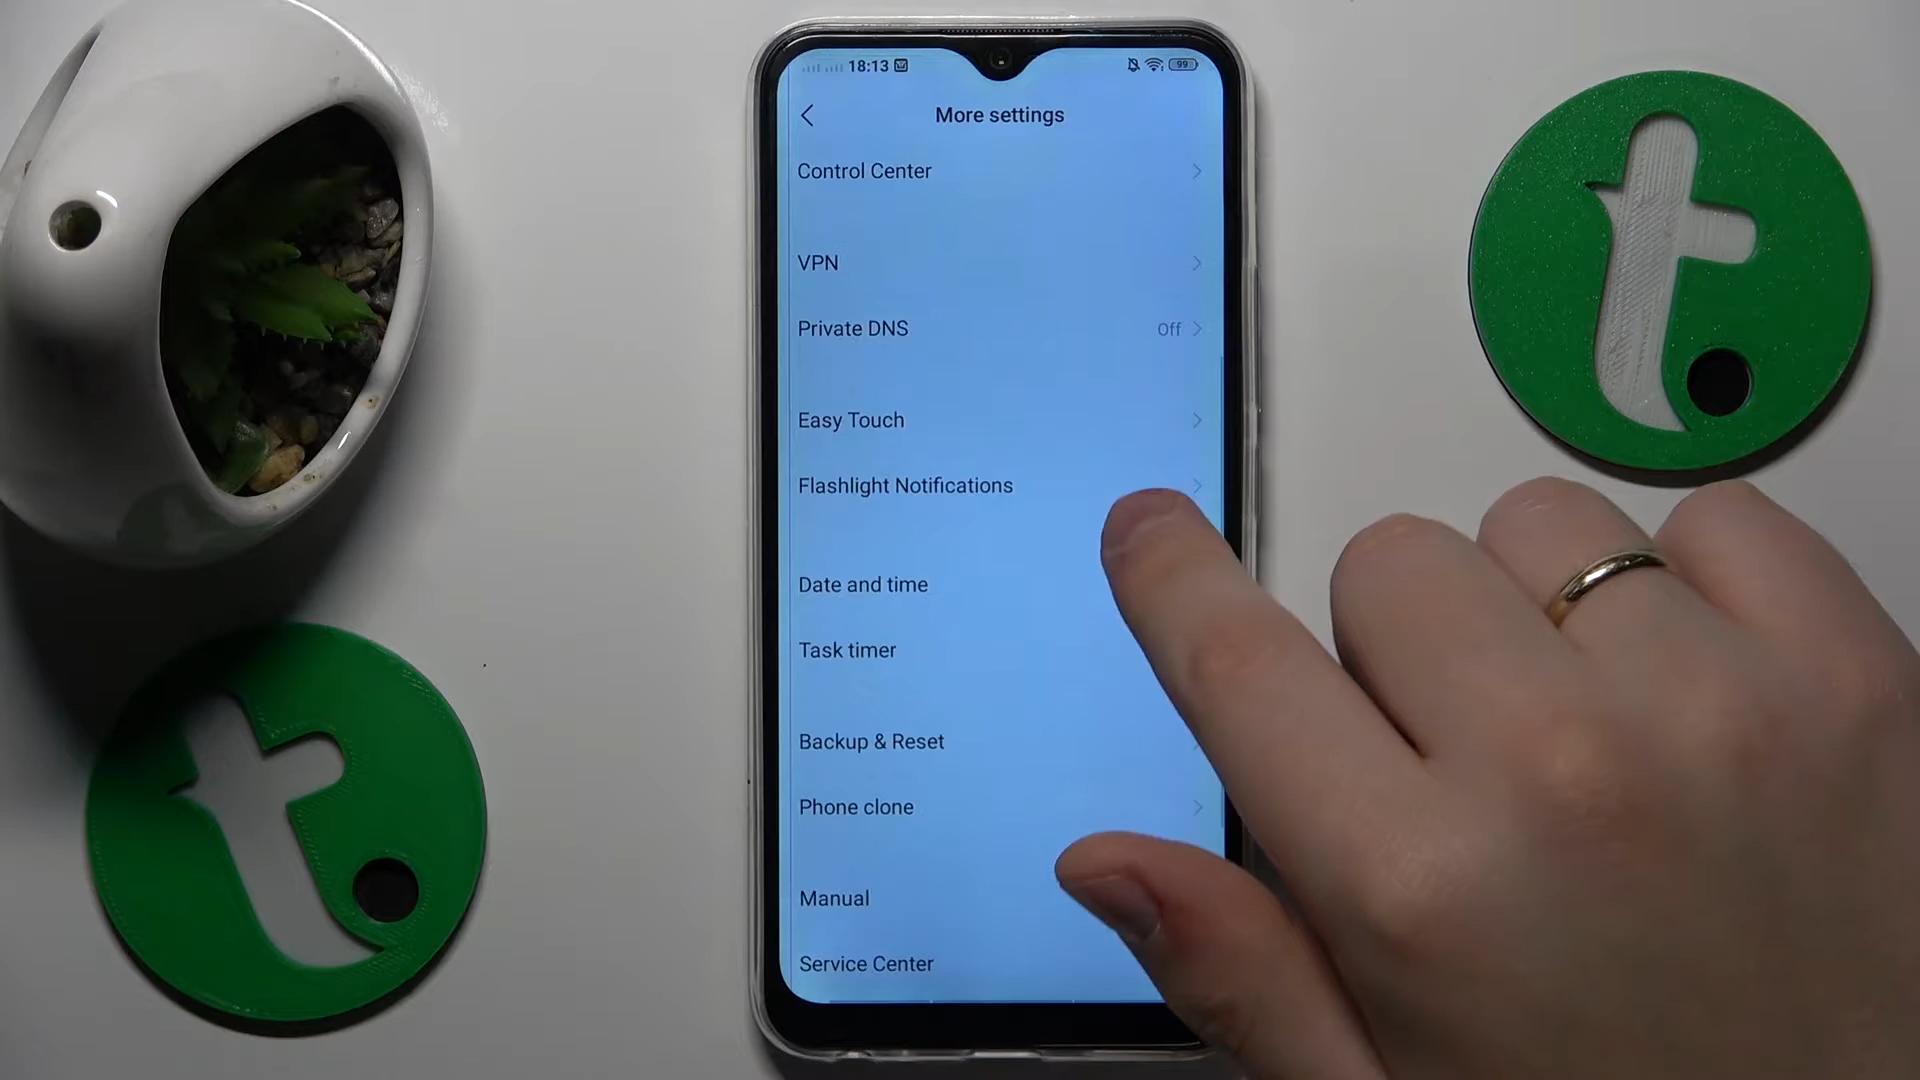 18:13
99
More settings
Control Center
VPN
Private DNS
Off
Easy Touch
Flashlight Notifications
Date and time
Task timer
Backup & Reset
Phone clone
Manual
Service Center
t
t